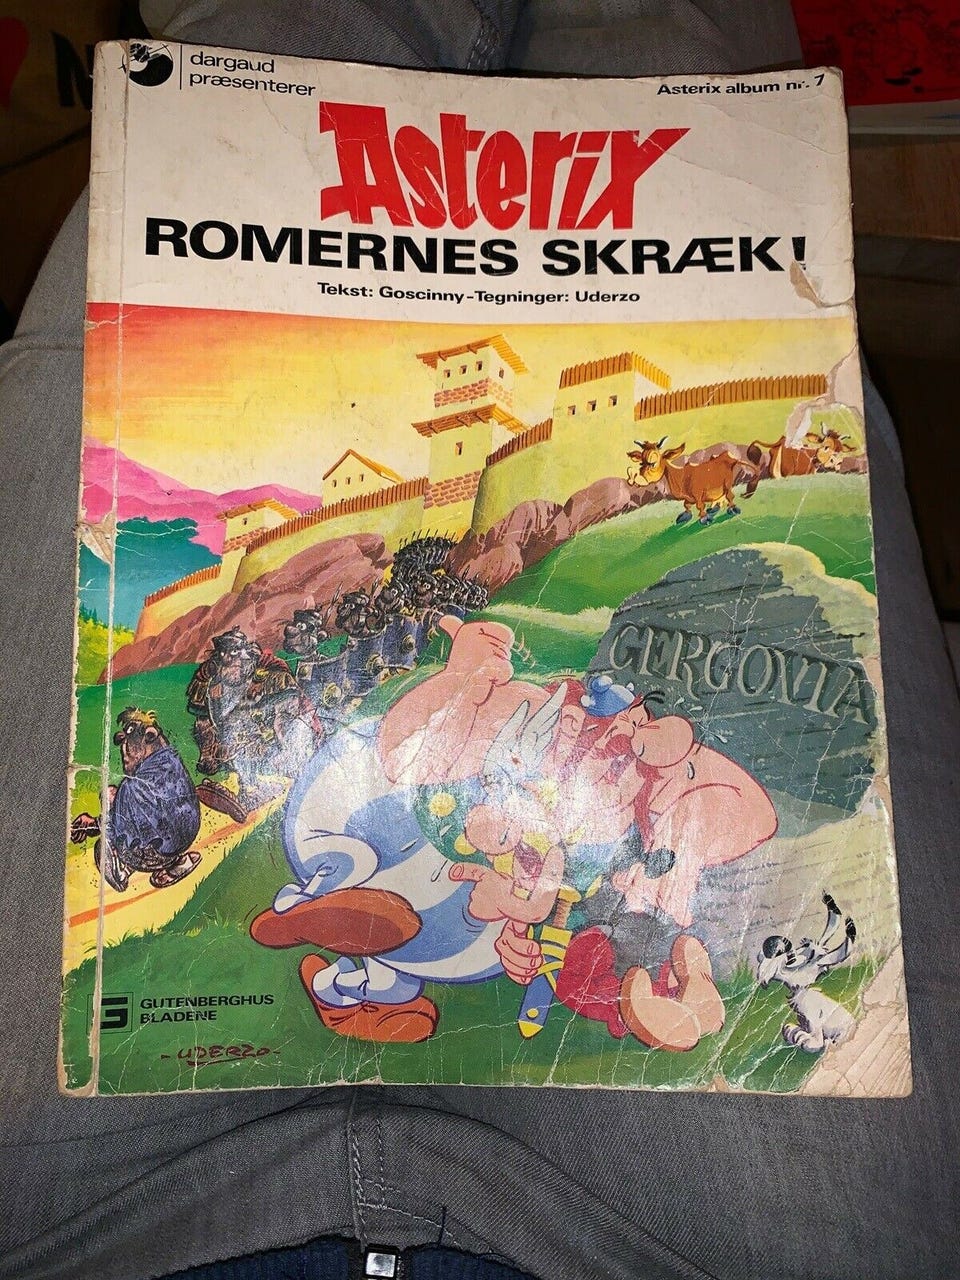 dargaud
præsenterer
Asterix album nr. 7
Asterix
ROMERNES SKRÆK!
Tekst: Goscinny-Tegninger: Uderzo
GERGOVIA
G GUTENBERGHUS
BLADENE
-UDERZO-